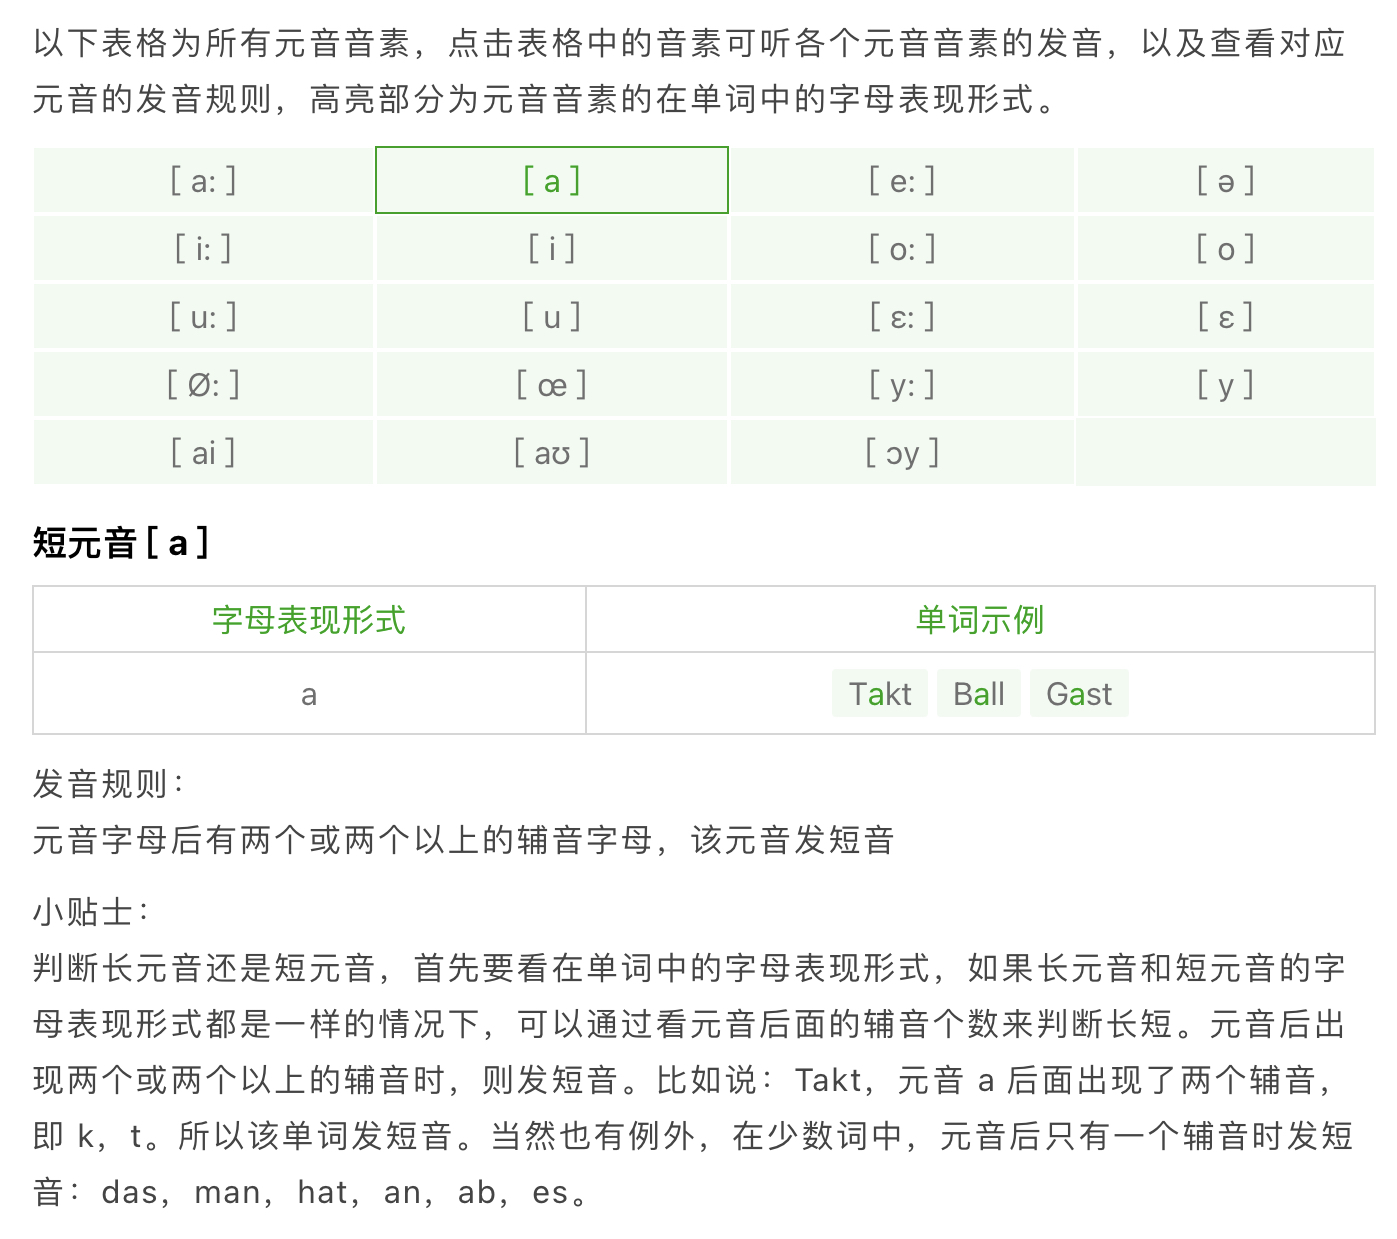 以下表格为所有元音音素，点击表格中的音素可听各个元音音素的发音，以及查看对应
元音的发音规则，高亮部分为元音音素的在单词中的字母表现形式。
[ a: ] [ a ] [ e: ] [ ə ]
[ i: ] [ i ] [ o: ] [ o ]
[ u: ] [ u ] [ ɛ: ] [ ɛ ]
[ Ø: ] [ œ ] [ y: ] [ y ]
[ ai ] [ aʊ ] [ ɔy ]
短元音 [ a ]
字母表现形式 单词示例
a Takt Ball Gast
发音规则：
元音字母后有两个或两个以上的辅音字母，该元音发短音
小贴士：
判断长元音还是短元音，首先要看在单词中的字母表现形式，如果长元音和短元音的字
母表现形式都是一样的情况下，可以通过看元音后面的辅音个数来判断长短。元音后出
现两个或两个以上的辅音时，则发短音。比如说：Takt，元音 a 后面出现了两个辅音，
即 k，t。所以该单词发短音。当然也有例外，在少数词中，元音后只有一个辅音时发短
音：das，man，hat，an，ab，es。